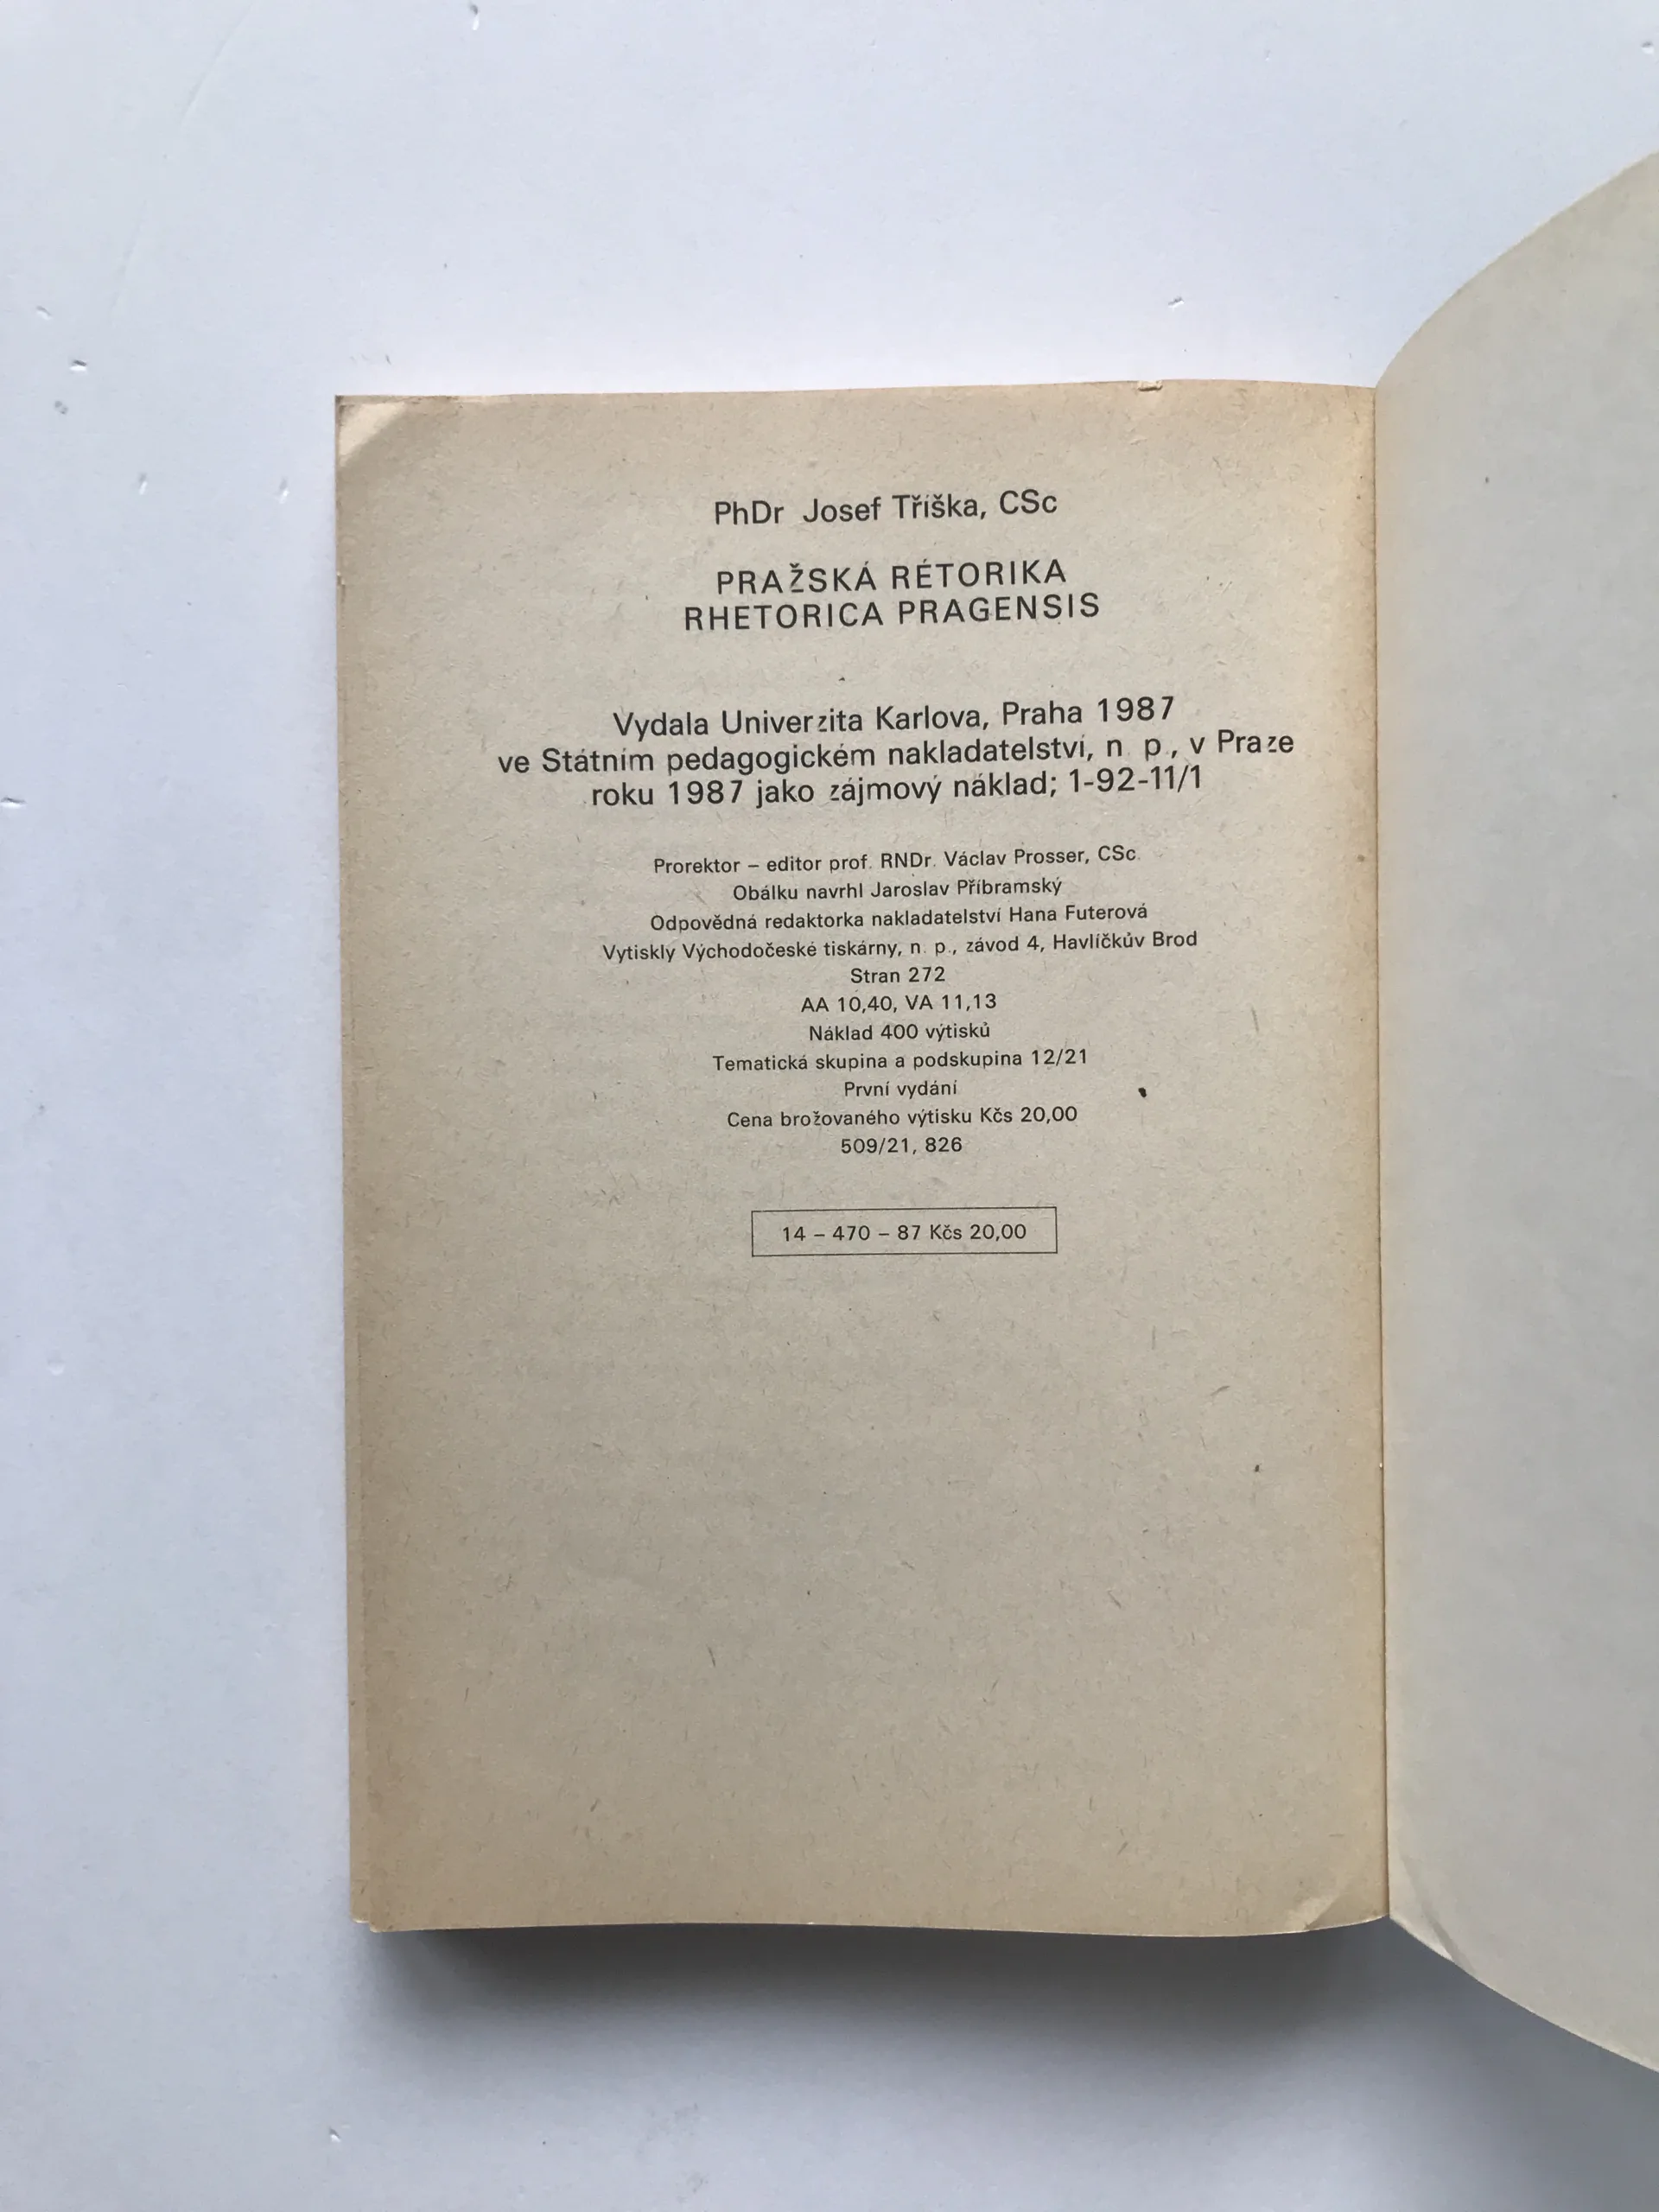 PhDr Josef Tříška, CSc
PRAŽSKÁ RÉTORIKA
RHETORICA PRAGENSIS
Vydala Univerzita Karlova, Praha 1987
ve Státním pedagogickém nakladatelství, n. p., v Praze
roku 1987 jako zájmový náklad; 1-92-11/1
Prorektor – editor prof. RNDr. Václav Prosser, CSc.
Obálku navrhl Jaroslav Příbramský
Odpovědná redaktorka nakladatelství Hana Futerová
Vytiskly Východočeské tiskárny, n. p., závod 4, Havlíčkův Brod
Stran 272
AA 10,40, VA 11,13
Náklad 400 výtisků
Tematická skupina a podskupina 12/21
První vydání
Cena brožovaného výtisku Kčs 20,00
509/21, 826
14 – 470 – 87 Kčs 20,00